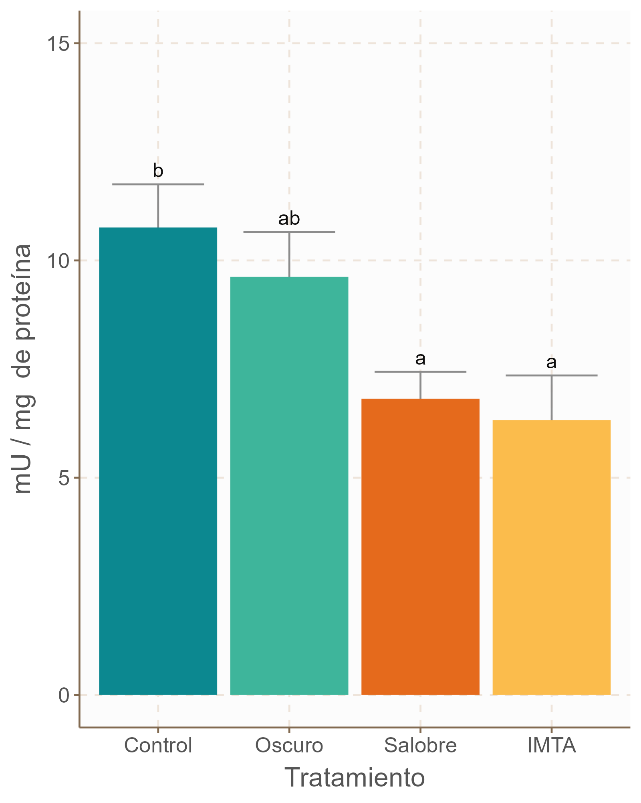 15
10
5
0
mU / mg  de proteína
b
ab
a
a
Control
Oscuro
Salobre
IMTA
Tratamiento